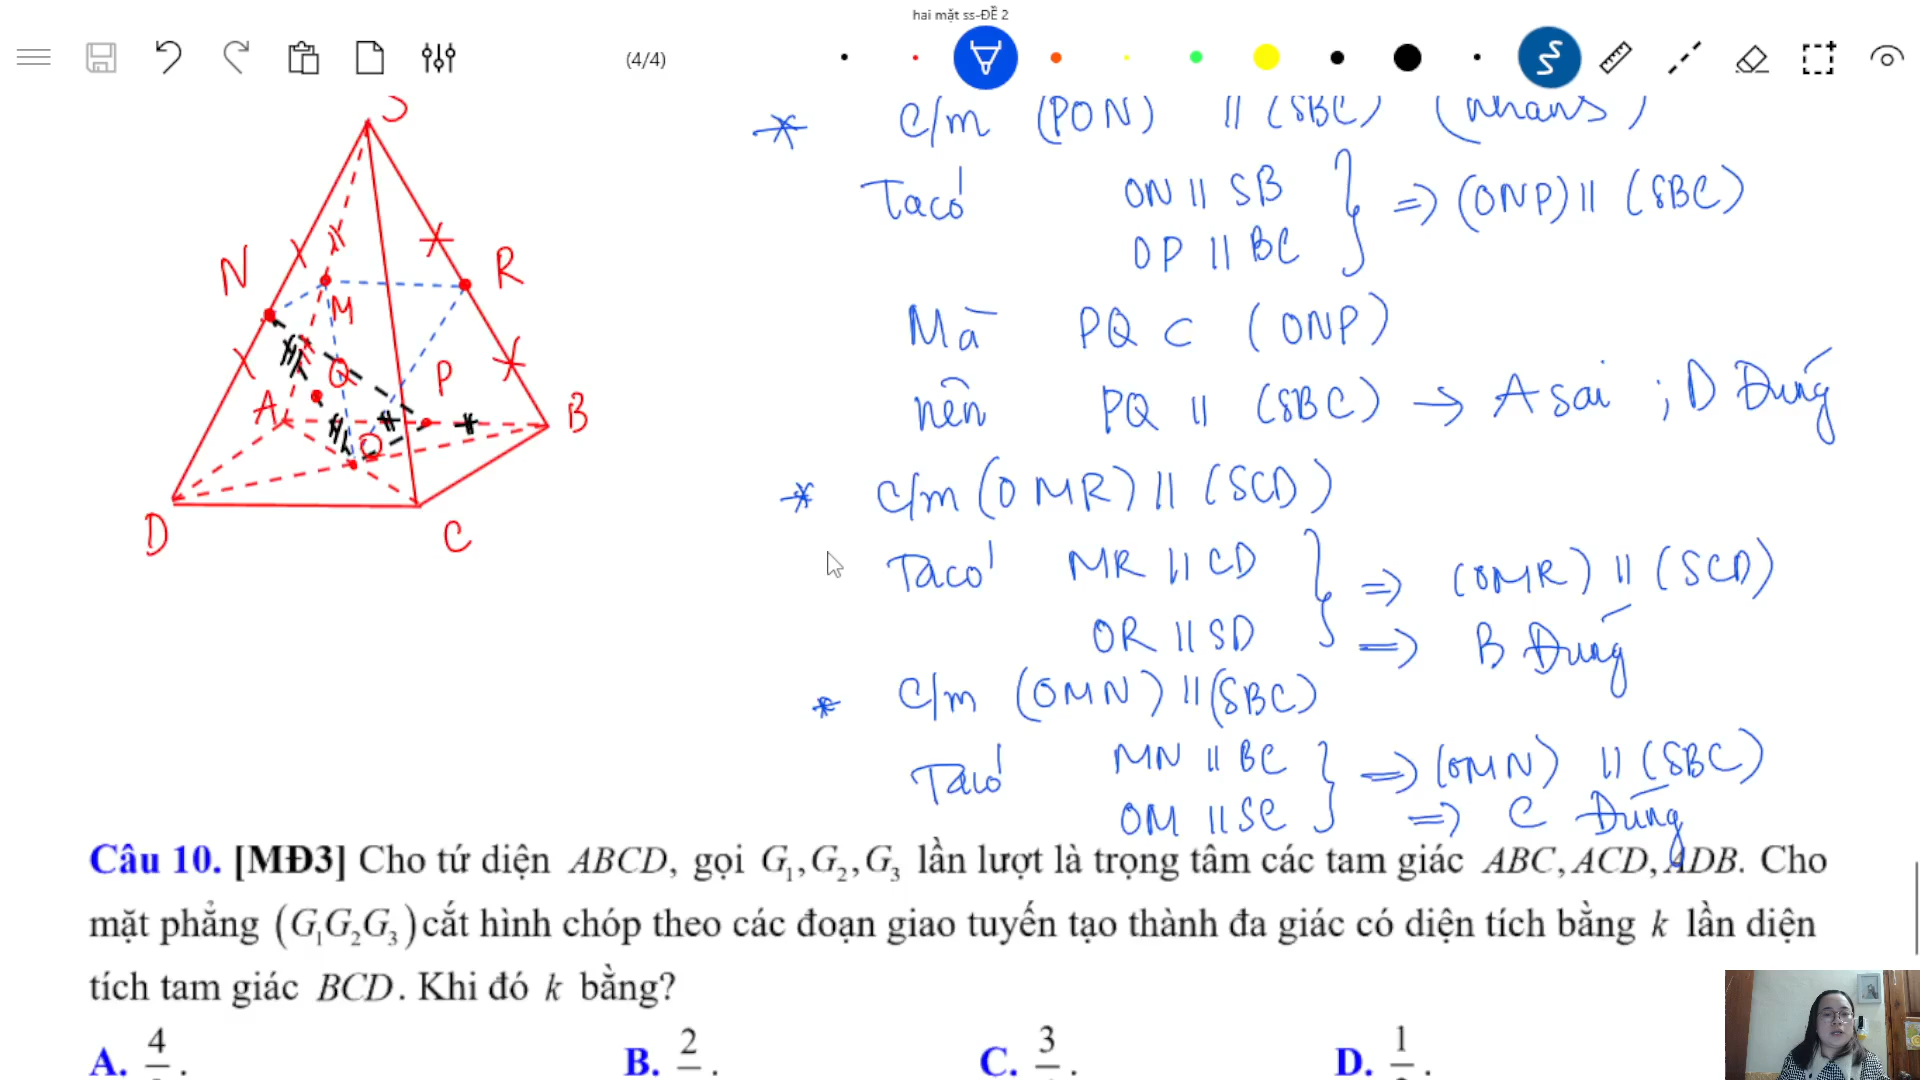 hai mặt ss-ĐỀ 2
(4/4)
* C/m (PON) || (SBC)
Ta có ON || SB
OP || BC } => (ONP) || (SBC)
Mà PQ ⊂ (ONP)
nên PQ || (SBC) → A sai ; D Đúng
* C/m (OMR) || (SCD)
Ta có MR || CD
OR || SD } => (OMR) || (SCD)
=> B Đúng
* C/m (OMN) || (SBC)
Ta có MN || BC
OM || SC } => (OMN) || (SBC)
=> C Đúng
S
N
M
R
Q
P
A
B
O
D
C
Câu 10. [MĐ3] Cho tứ diện ABCD, gọi G₁,G₂,G₃ lần lượt là trọng tâm các tam giác ABC, ACD, ADB. Cho
mặt phẳng (G₁G₂G₃) cắt hình chóp theo các đoạn giao tuyến tạo thành đa giác có diện tích bằng k lần diện
tích tam giác BCD. Khi đó k bằng?
A. 4 . B. 2 . C. 3 . D. 1 .